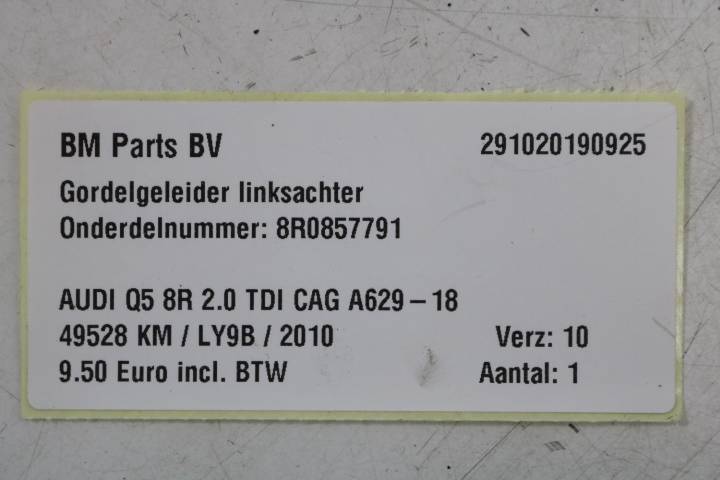 BM Parts BV 291020190925
Gordelgeleider linksachter
Onderdelnummer: 8R0857791
AUDI Q5 8R 2.0 TDI CAG A629 – 18
49528 KM / LY9B / 2010 Verz: 10
9.50 Euro incl. BTW Aantal: 1